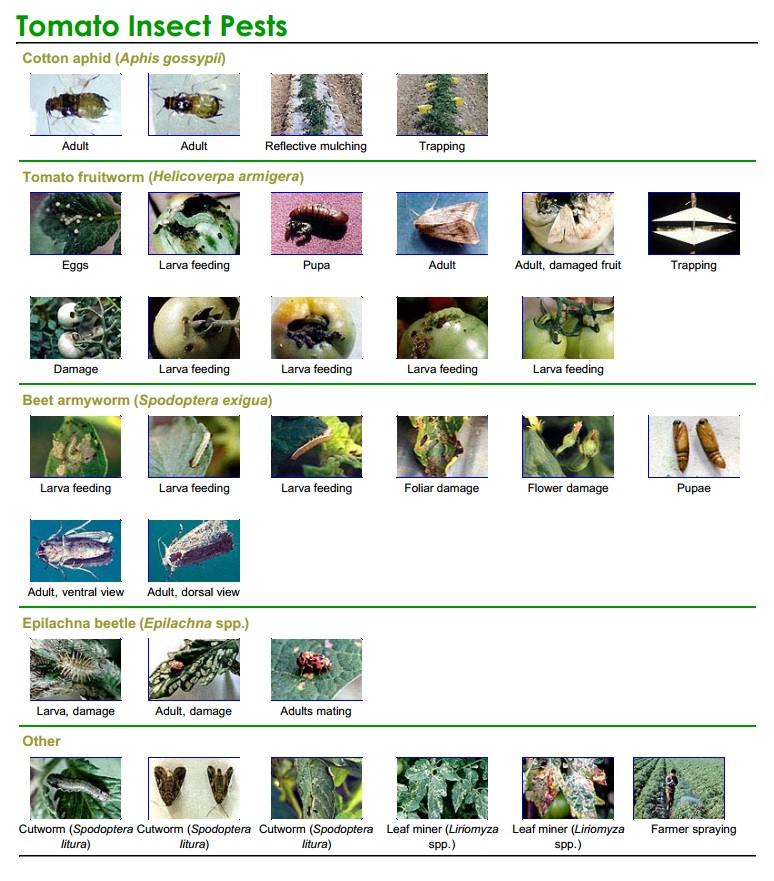 Tomato Insect Pests
Cotton aphid (Aphis gossypii)
Adult
Adult
Reflective mulching
Trapping
Tomato fruitworm (Helicoverpa armigera)
Eggs
Larva feeding
Pupa
Adult
Adult, damaged fruit
Trapping
Damage
Larva feeding
Larva feeding
Larva feeding
Larva feeding
Beet armyworm (Spodoptera exigua)
Larva feeding
Larva feeding
Larva feeding
Foliar damage
Flower damage
Pupae
Adult, ventral view
Adult, dorsal view
Epilachna beetle (Epilachna spp.)
Larva, damage
Adult, damage
Adults mating
Other
Cutworm (Spodoptera
litura)
Cutworm (Spodoptera
litura)
Cutworm (Spodoptera
litura)
Leaf miner (Liriomyza
spp.)
Leaf miner (Liriomyza
spp.)
Farmer spraying